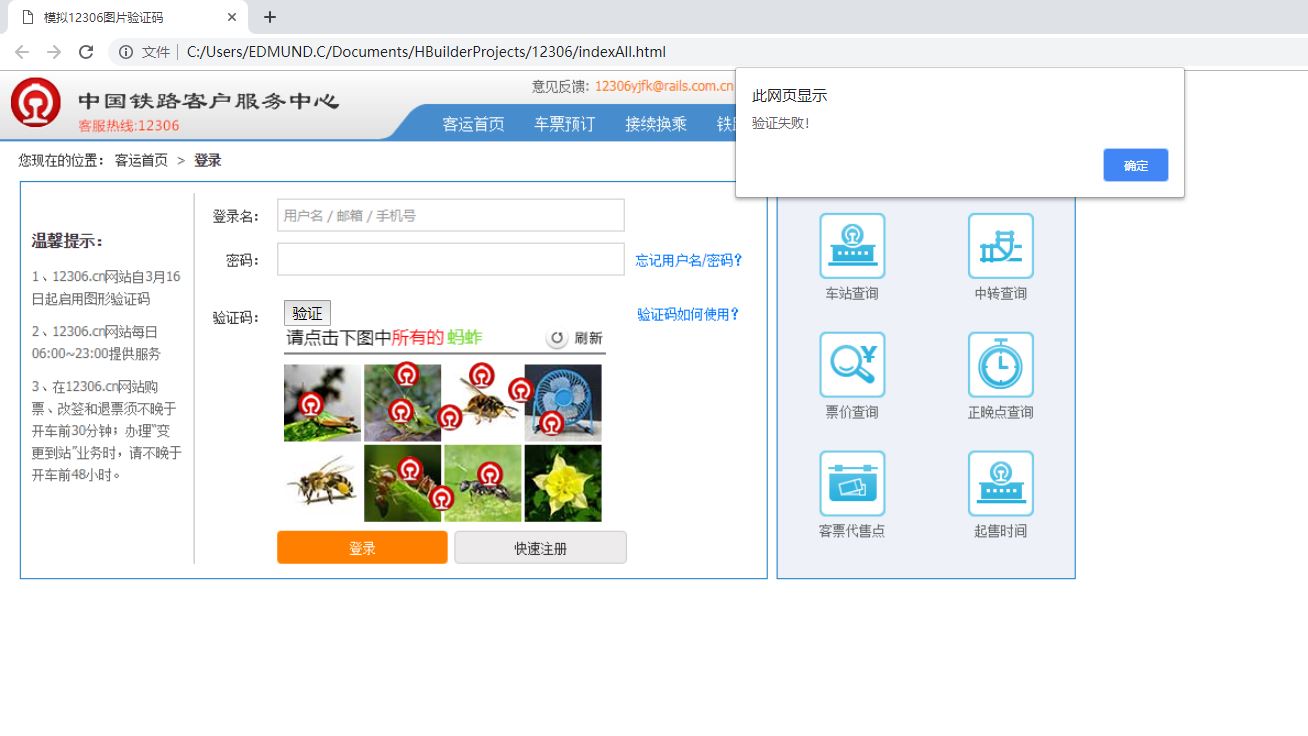 模拟12306图片验证码
文件 C:/Users/EDMUND.C/Documents/HBuilderProjects/12306/indexAll.html
中国铁路客户服务中心
客服热线:12306
意见反馈: 12306yjfk@rails.com.cn
客运首页 车票预订 接续换乘
此网页显示
验证失败!
确定
您现在的位置: 客运首页 > 登录
温馨提示:
1、12306.cn网站自3月16
日起启用图形验证码
2、12306.cn网站每日
06:00~23:00提供服务
3、在12306.cn网站购
票、改签和退票须不晚于
开车前30分钟；办理“变
更到站”业务时，请不晚于
开车前48小时。
登录名: 用户名 / 邮箱 / 手机号
密码: 忘记用户名/密码?
验证码: 验证 验证码如何使用?
请点击下图中所有的 蚂蚱 刷新
登录 快速注册
车站查询 中转查询
票价查询 正晚点查询
客票代售点 起售时间